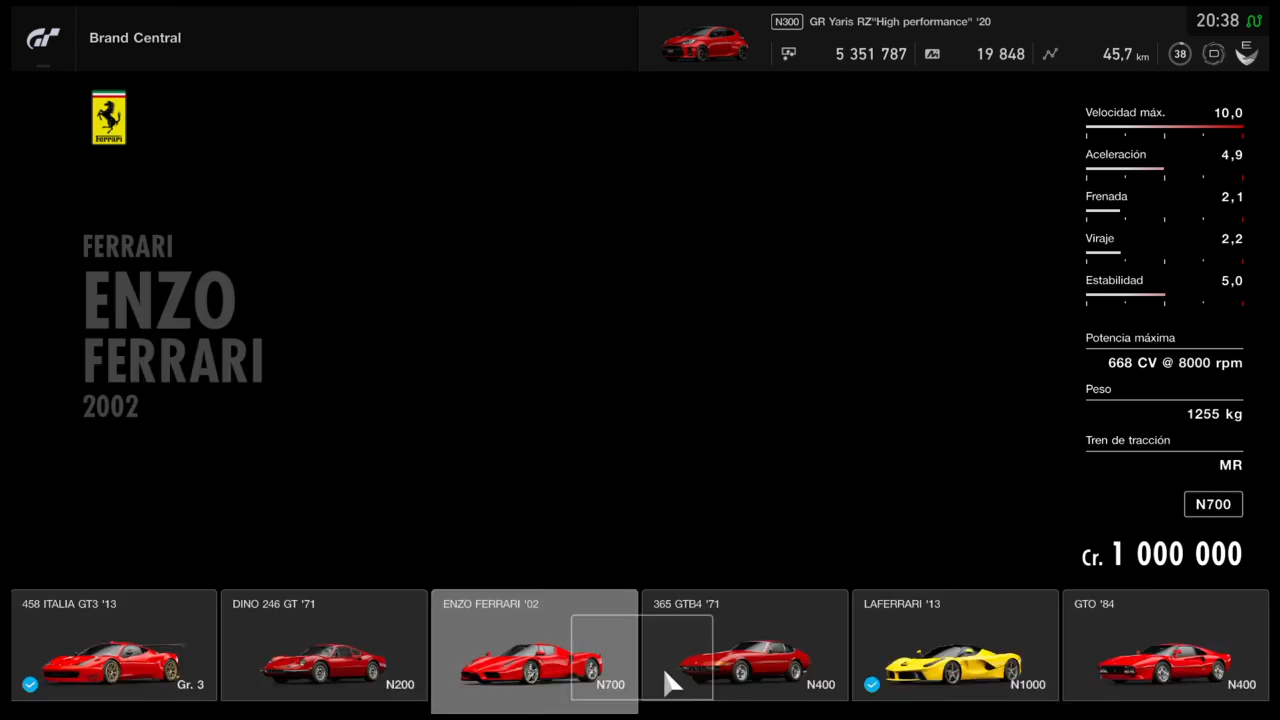 Brand Central
N300 GR Yaris RZ"High performance" '20
20:38
5 351 787
19 848
45,7 km
38
E
Ferrari
FERRARI
ENZO
FERRARI
2002
Velocidad máx. 10,0
Aceleración 4,9
Frenada 2,1
Viraje 2,2
Estabilidad 5,0
Potencia máxima
668 CV @ 8000 rpm
Peso
1255 kg
Tren de tracción
MR
N700
Cr. 1 000 000
458 ITALIA GT3 '13
Gr. 3
DINO 246 GT '71
N200
ENZO FERRARI '02
N700
365 GTB4 '71
N400
LAFERRARI '13
N1000
GTO '84
N400